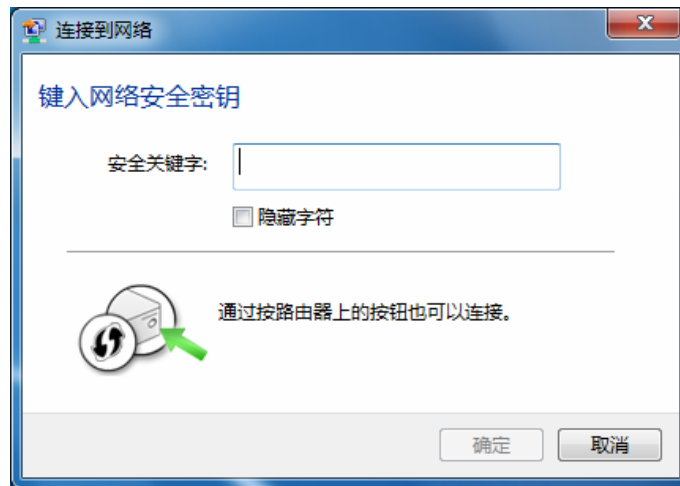 连接到网络
键入网络安全密钥
安全关键字:
隐藏字符
通过按路由器上的按钮也可以连接。
确定
取消